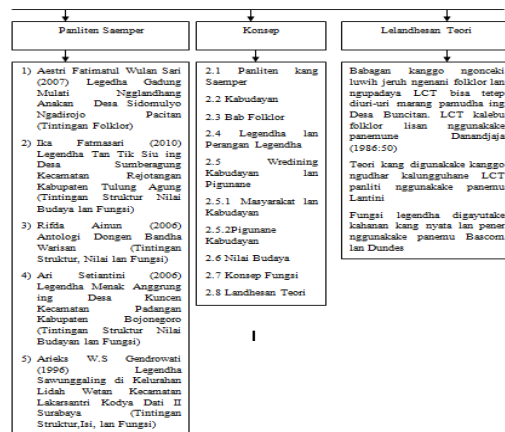 Panliten Saemper
1) Aestri Fatimatul Wulan Sari
(2007) Legedha Gadung
Mulati Ngglandhang
Anakan Desa Sidomulyo
Ngadirojo Pacitan
(Tintingan Folklor)
2) Ika Fatmasari (2010)
Legendha Tan Tik Siu ing
Desa Sumberagung
Kecamatan Rejotangan
Kabupaten Tulung Agung
(Tintingan Struktur Nilai
Budaya lan Fungsi)
3) Rifda Ainun (2006)
Antologi Dongen Bandha
Warisan (Tintingan
Struktur, Nilai lan Fungsi)
4) Ari Setiantini (2006)
Legendha Menak Anggrung
ing Desa Kuncen
Kecamatan Padangan
Kabupaten Bojonegoro
(Tintingan Struktur Nilai
Budayan lan Fungsi)
5) Arieks W.S Gendrowati
(1996) Legendha
Sawunggaling di Kelurahan
Lidah Wetan Kecamatan
Lakarsantri Kodya Dati II
Surabaya (Tintingan
Struktur,Isi, lan Fungsi)
Konsep
2.1 Panliten kang
Saemper
2.2 Kabudayan
2.3 Bab Folklor
2.4 Legendha lan
Perangan Legendha
2.5 Wredining
Kabudayan lan
Pigunane
2.5.1 Masyarakat lan
Kabudayan
2.5.2Pigunane
Kabudayan
2.6 Nilai Budaya
2.7 Konsep Fungsi
2.8 Landhesan Teori
Lelandhesan Teori
Babagan kanggo ngonceki
luwih jeruh ngenani folklor lan
ngupadaya LCT bisa tetep
diuri-uri marang pamudha ing
Desa Buncitan. LCT kalebu
folklor lisan nggunakake
panemune Danandjaja
(1986:50)
Teori kang digunakake kanggo
ngudhar kalungguhane LCT
panliti nggunakake panemu
Lantini
Fungsi legendha digayutake
kahanan kang nyata lan pener
nggunakake panemu Bascom
lan Dundes